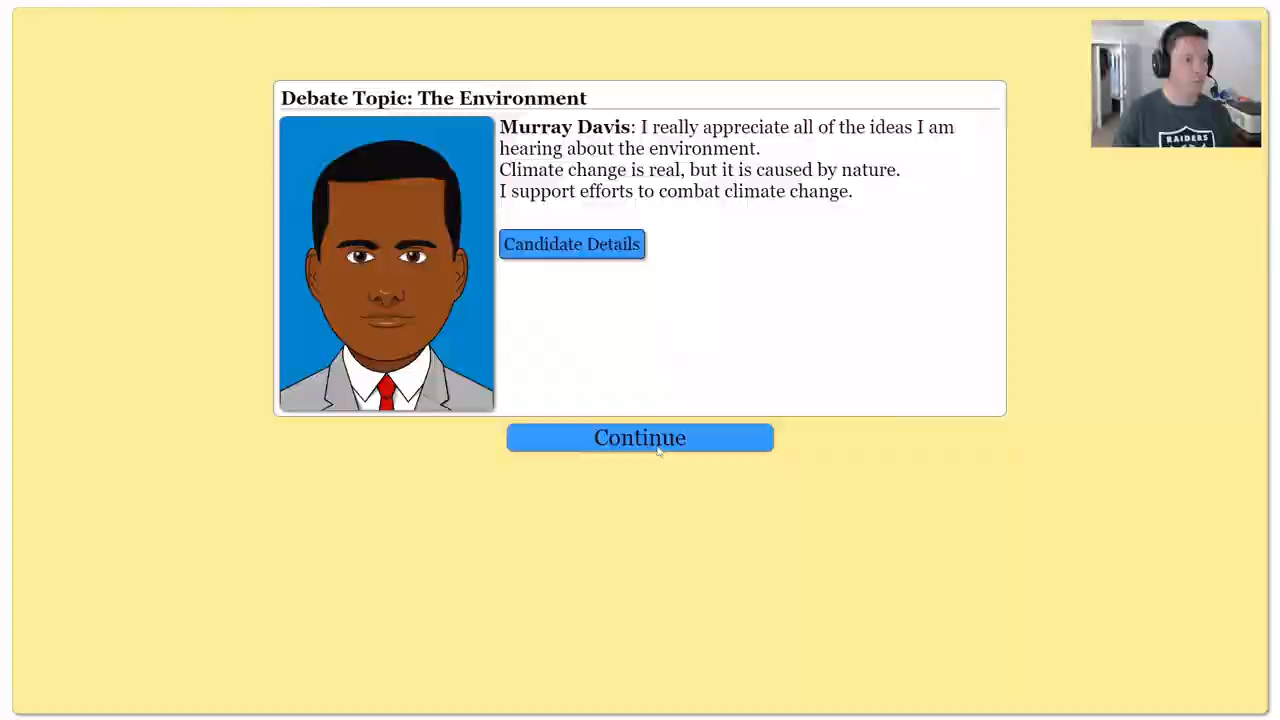 Debate Topic: The Environment
Murray Davis: I really appreciate all of the ideas I am
hearing about the environment.
Climate change is real, but it is caused by nature.
I support efforts to combat climate change.
Candidate Details
Continue
RAIDERS